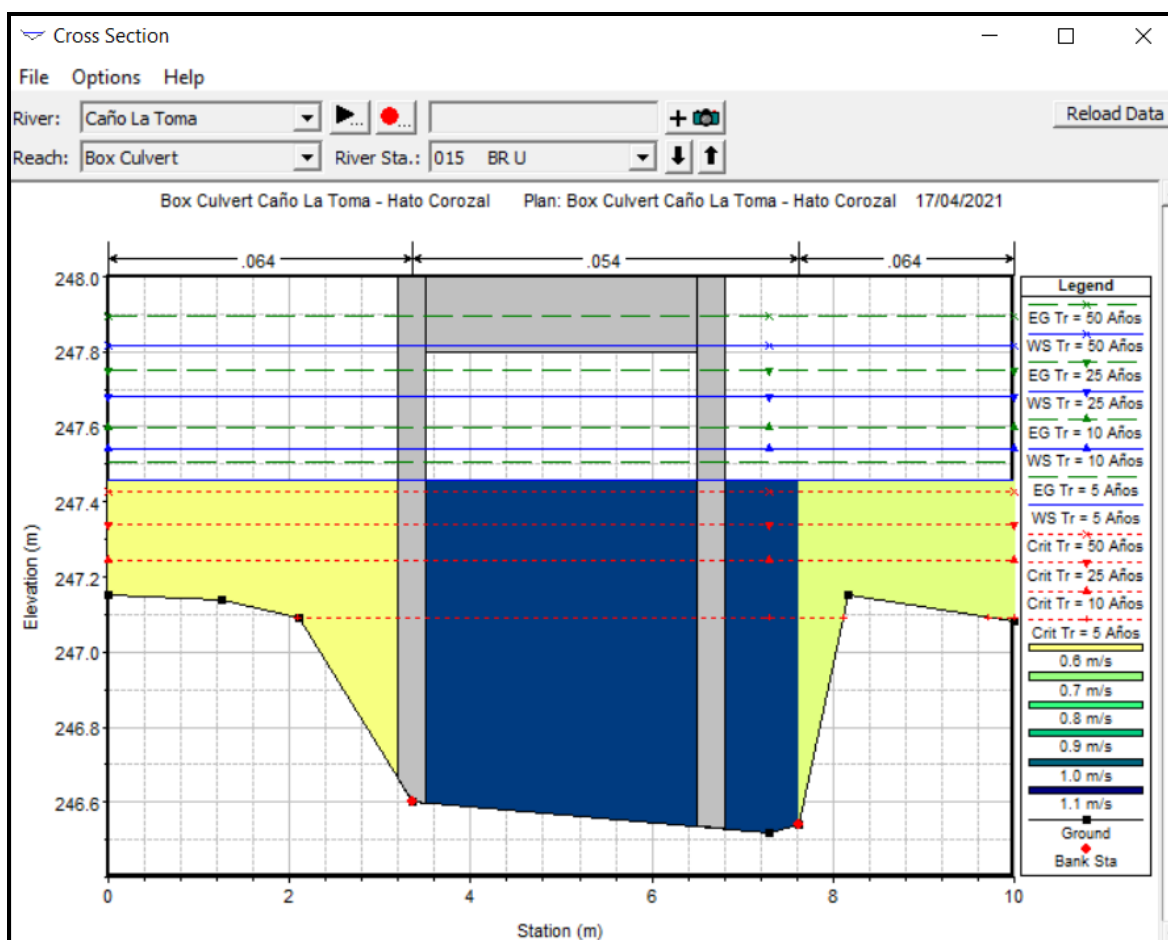 Cross Section
File Options Help
River: Caño La Toma ... ... +
Reload Data
Reach: Box Culvert River Sta.: 015 BR U
Box Culvert Caño La Toma - Hato Corozal Plan: Box Culvert Caño La Toma - Hato Corozal 17/04/2021
.064 .054 .064
248.0
247.8
247.6
247.4
247.2
247.0
246.8
246.6
Elevation (m)
0 2 4 6 8 10
Station (m)
Legend
EG Tr = 50 Años
WS Tr = 50 Años
EG Tr = 25 Años
WS Tr = 25 Años
EG Tr = 10 Años
WS Tr = 10 Años
EG Tr = 5 Años
WS Tr = 5 Años
Crit Tr = 50 Años
Crit Tr = 25 Años
Crit Tr = 10 Años
Crit Tr = 5 Años
0.6 m/s
0.7 m/s
0.8 m/s
0.9 m/s
1.0 m/s
1.1 m/s
Ground
Bank Sta